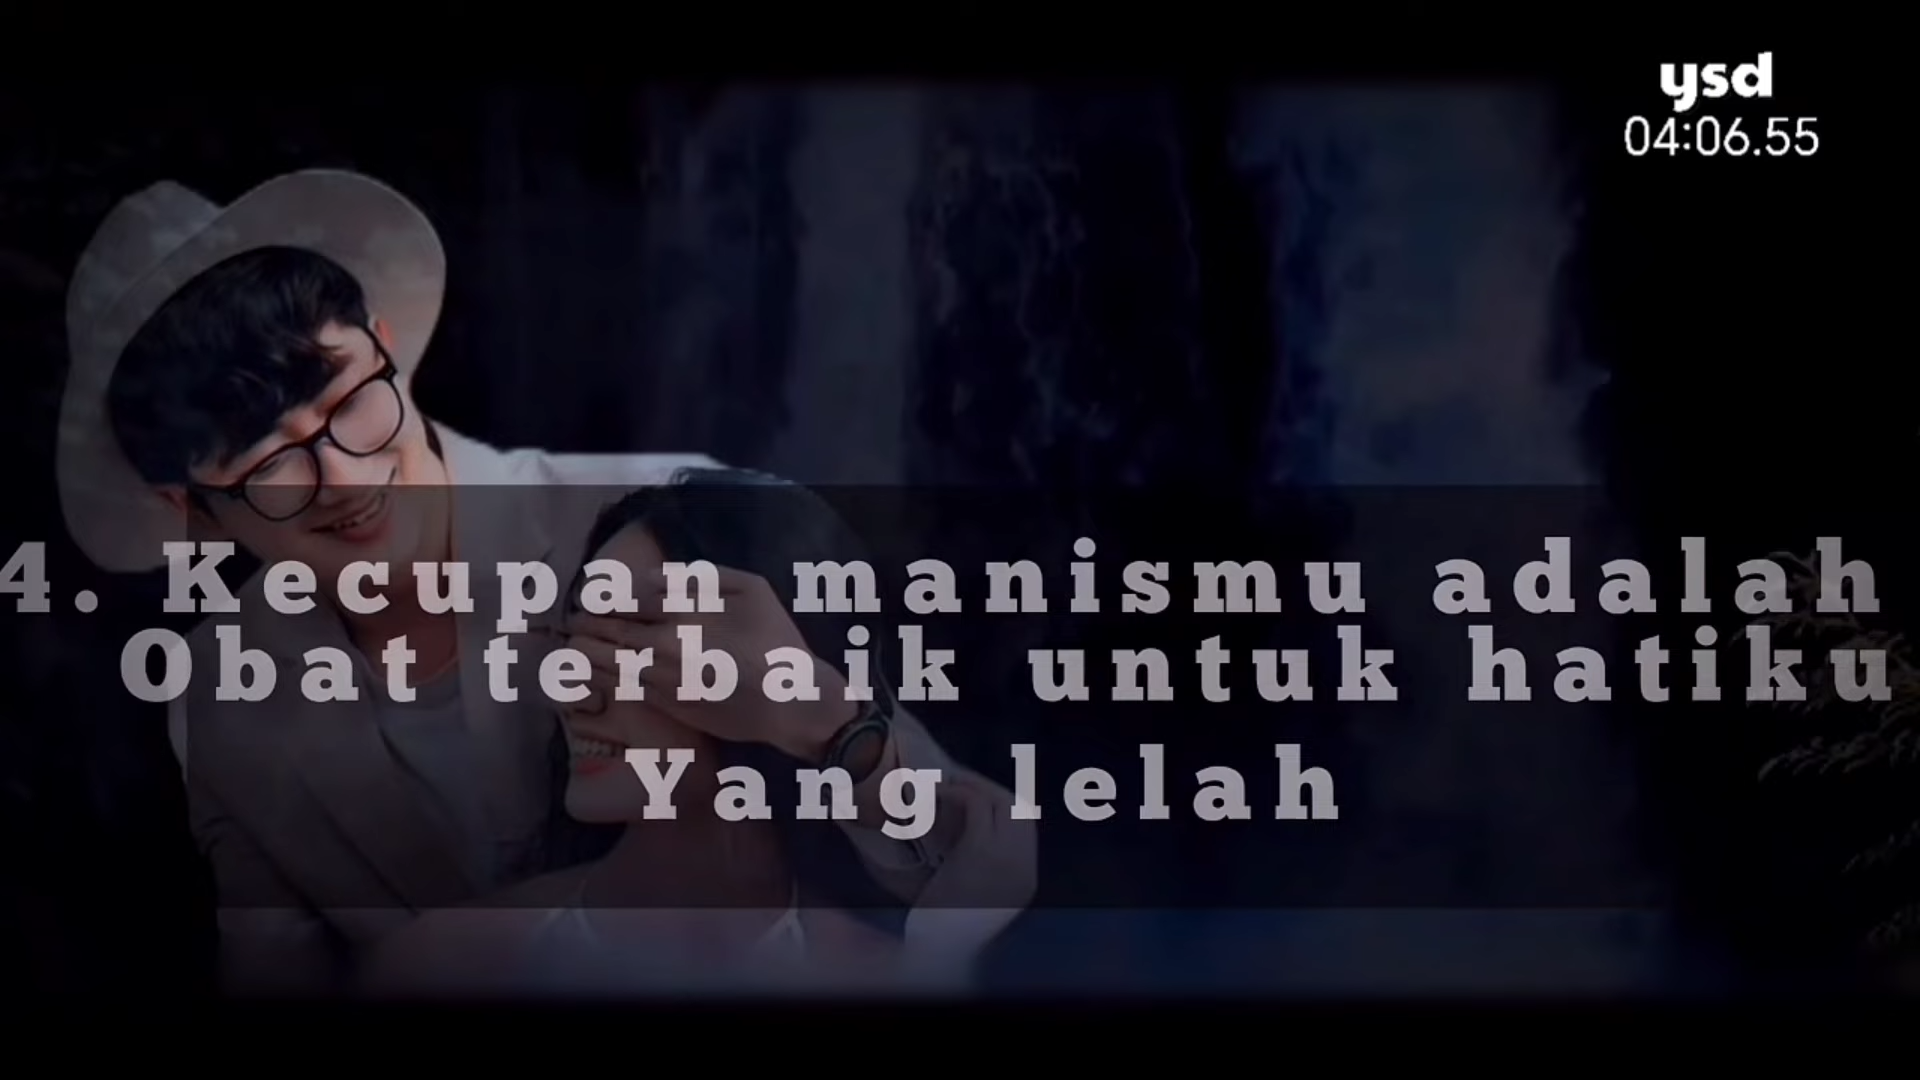 ysd
04:06.55
4. Kecupan manismu adalah
Obat terbaik untuk hatiku
Yang lelah